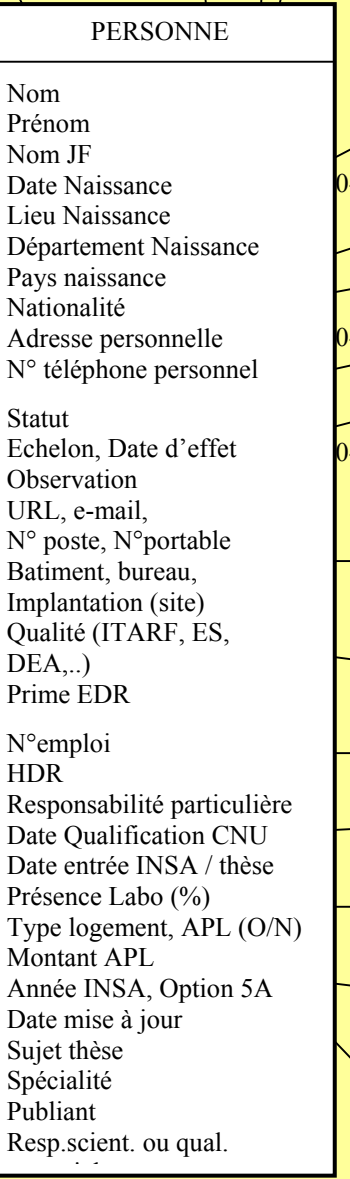 PERSONNE
Nom
Prénom
Nom JF
Date Naissance
Lieu Naissance
Département Naissance
Pays naissance
Nationalité
Adresse personnelle
N° téléphone personnel
Statut
Echelon, Date d’effet
Observation
URL, e-mail,
N° poste, N°portable
Batiment, bureau,
Implantation (site)
Qualité (ITARF, ES,
DEA,..)
Prime EDR
N°emploi
HDR
Responsabilité particulière
Date Qualification CNU
Date entrée INSA / thèse
Présence Labo (%)
Type logement, APL (O/N)
Montant APL
Année INSA, Option 5A
Date mise à jour
Sujet thèse
Spécialité
Publiant
Resp.scient. ou qual.
0
0
0